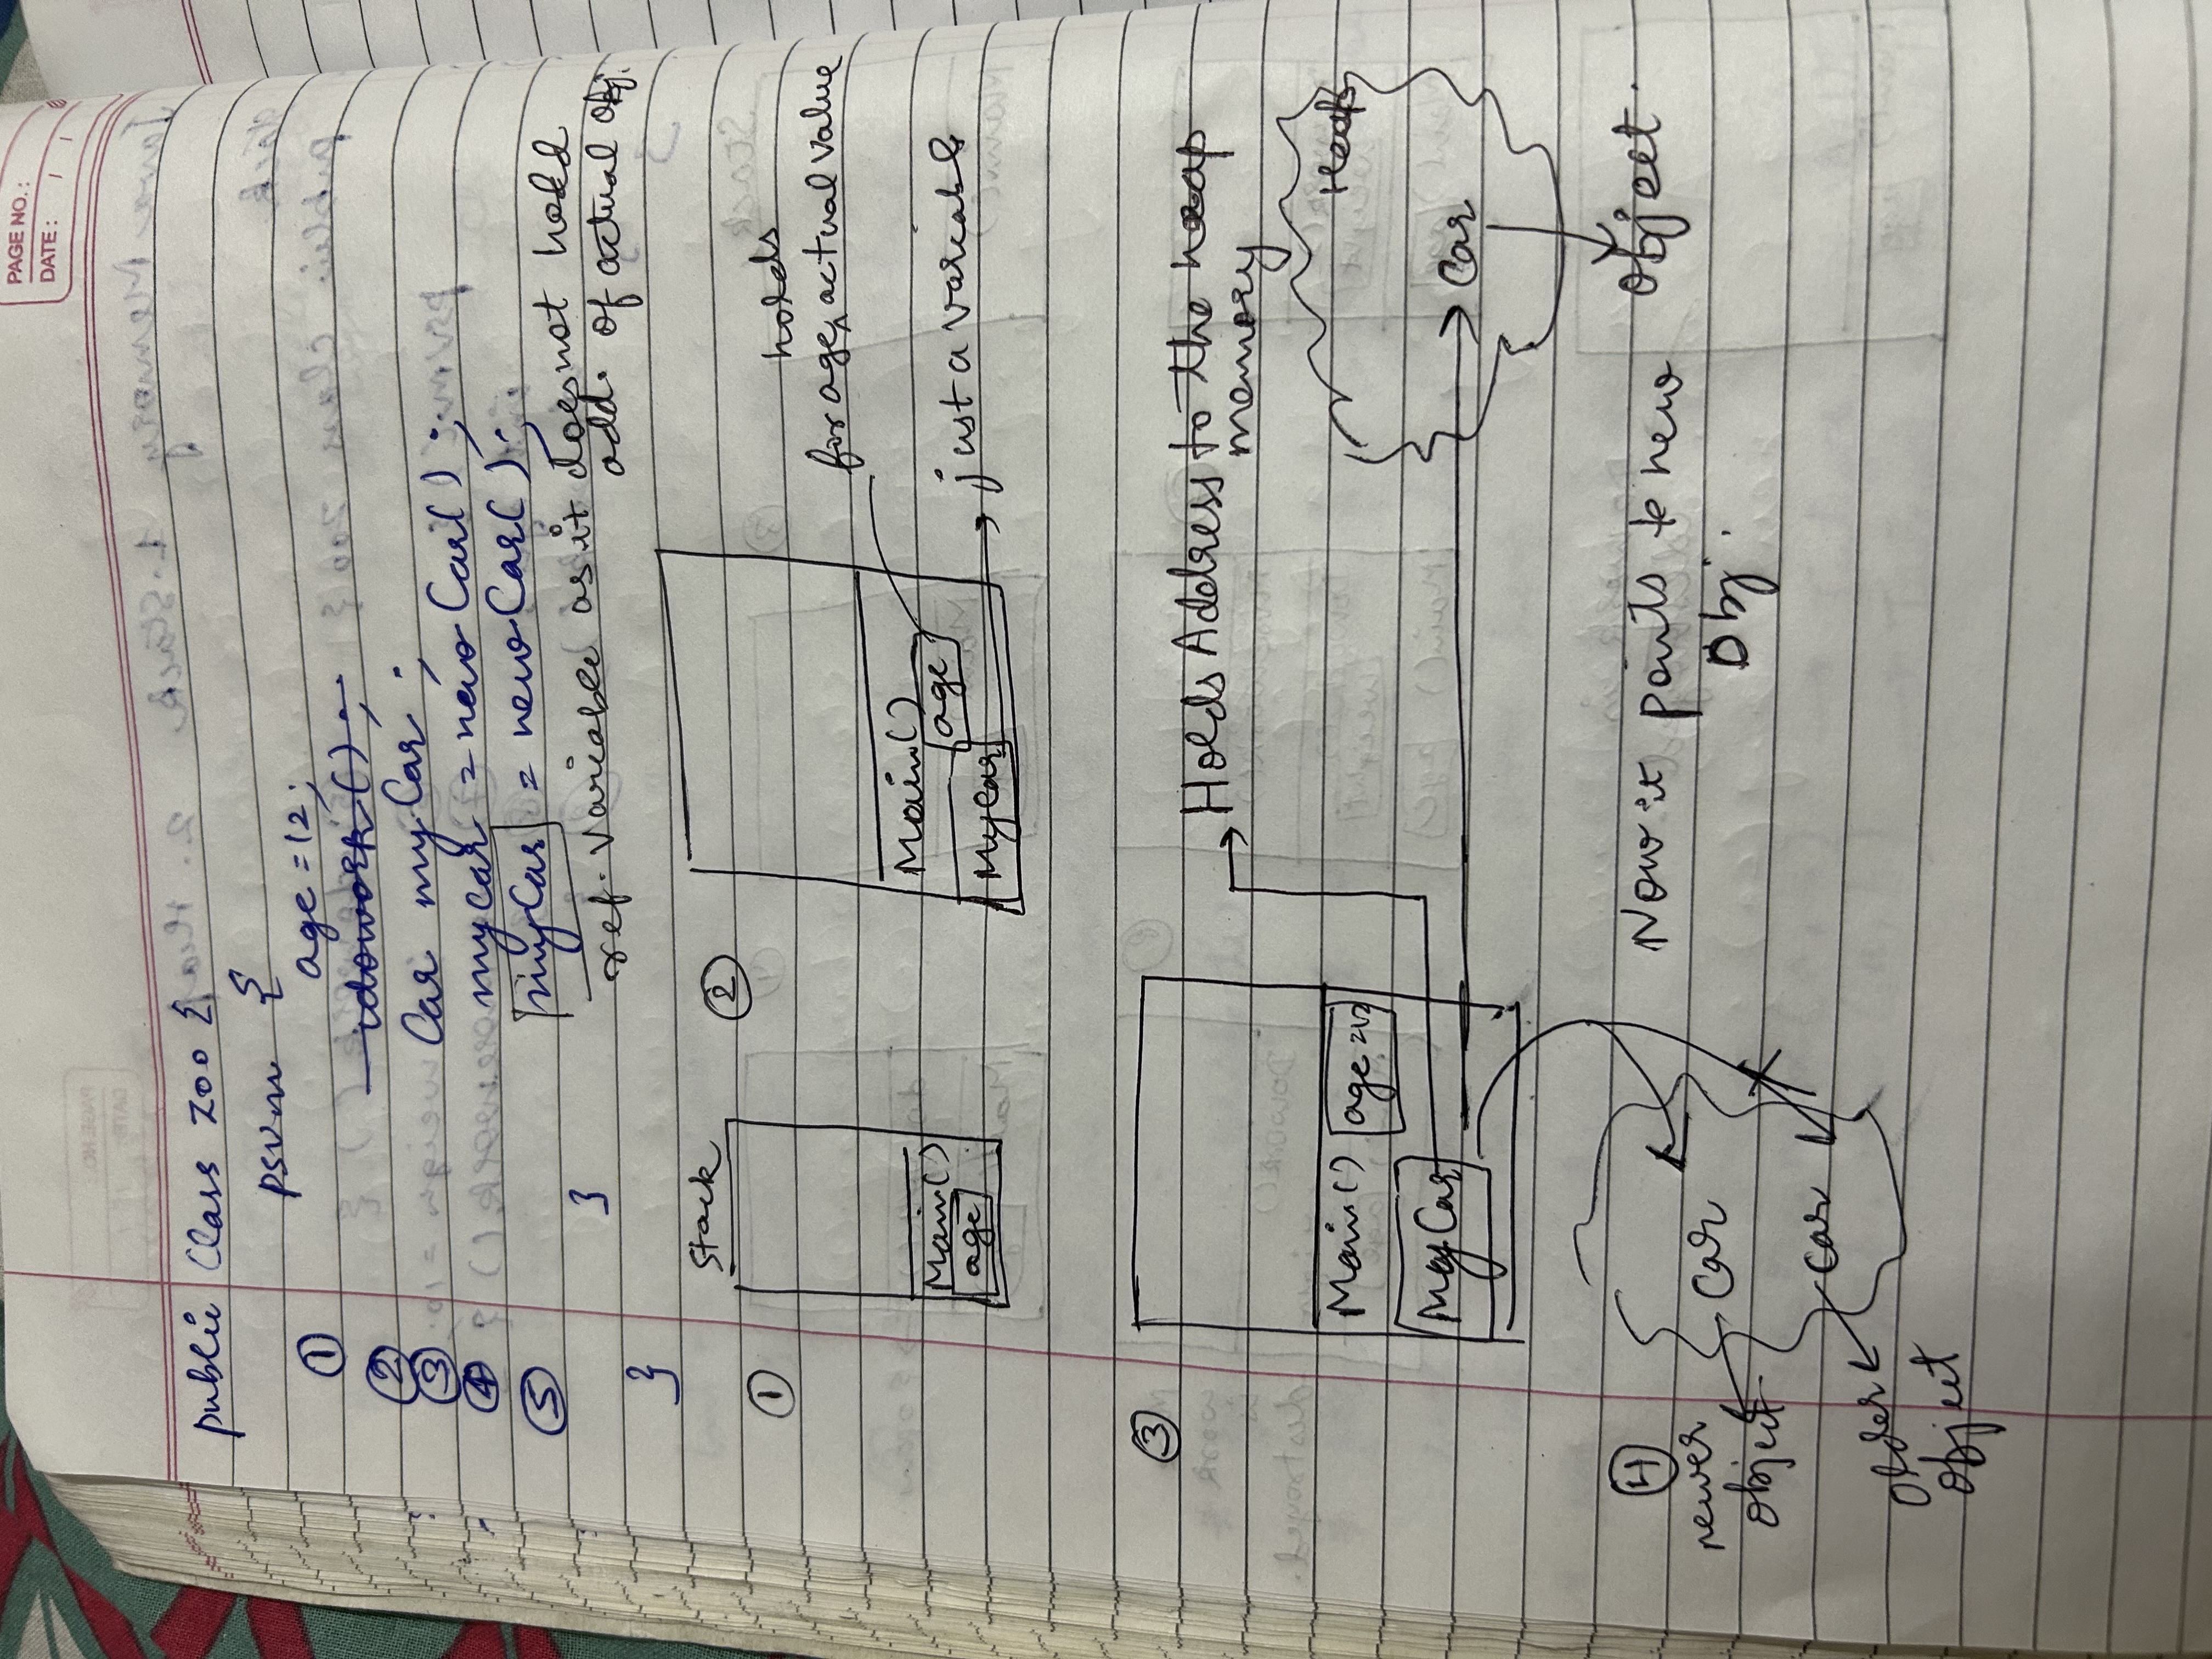 PAGE NO.:
DATE: / /
public Class Zoo {
psvm {
① age = 12;
②
③ Car myCar ;
④ mycar = new Car() ;
⑤ myCar = new Car() ;
}
ref. Variable as it does not hold
add. of actual obj.
}
Stack
①
Main()
age
②
Main()
age
MyCar
holds
for age, ^ actual value
just a variable
③
Main() age = 12
MyCar
Holds Address to the heap
memory
Heap
Car
object.
④
newer
object
Car
Car
Older
object
Now it points to new
Obj.